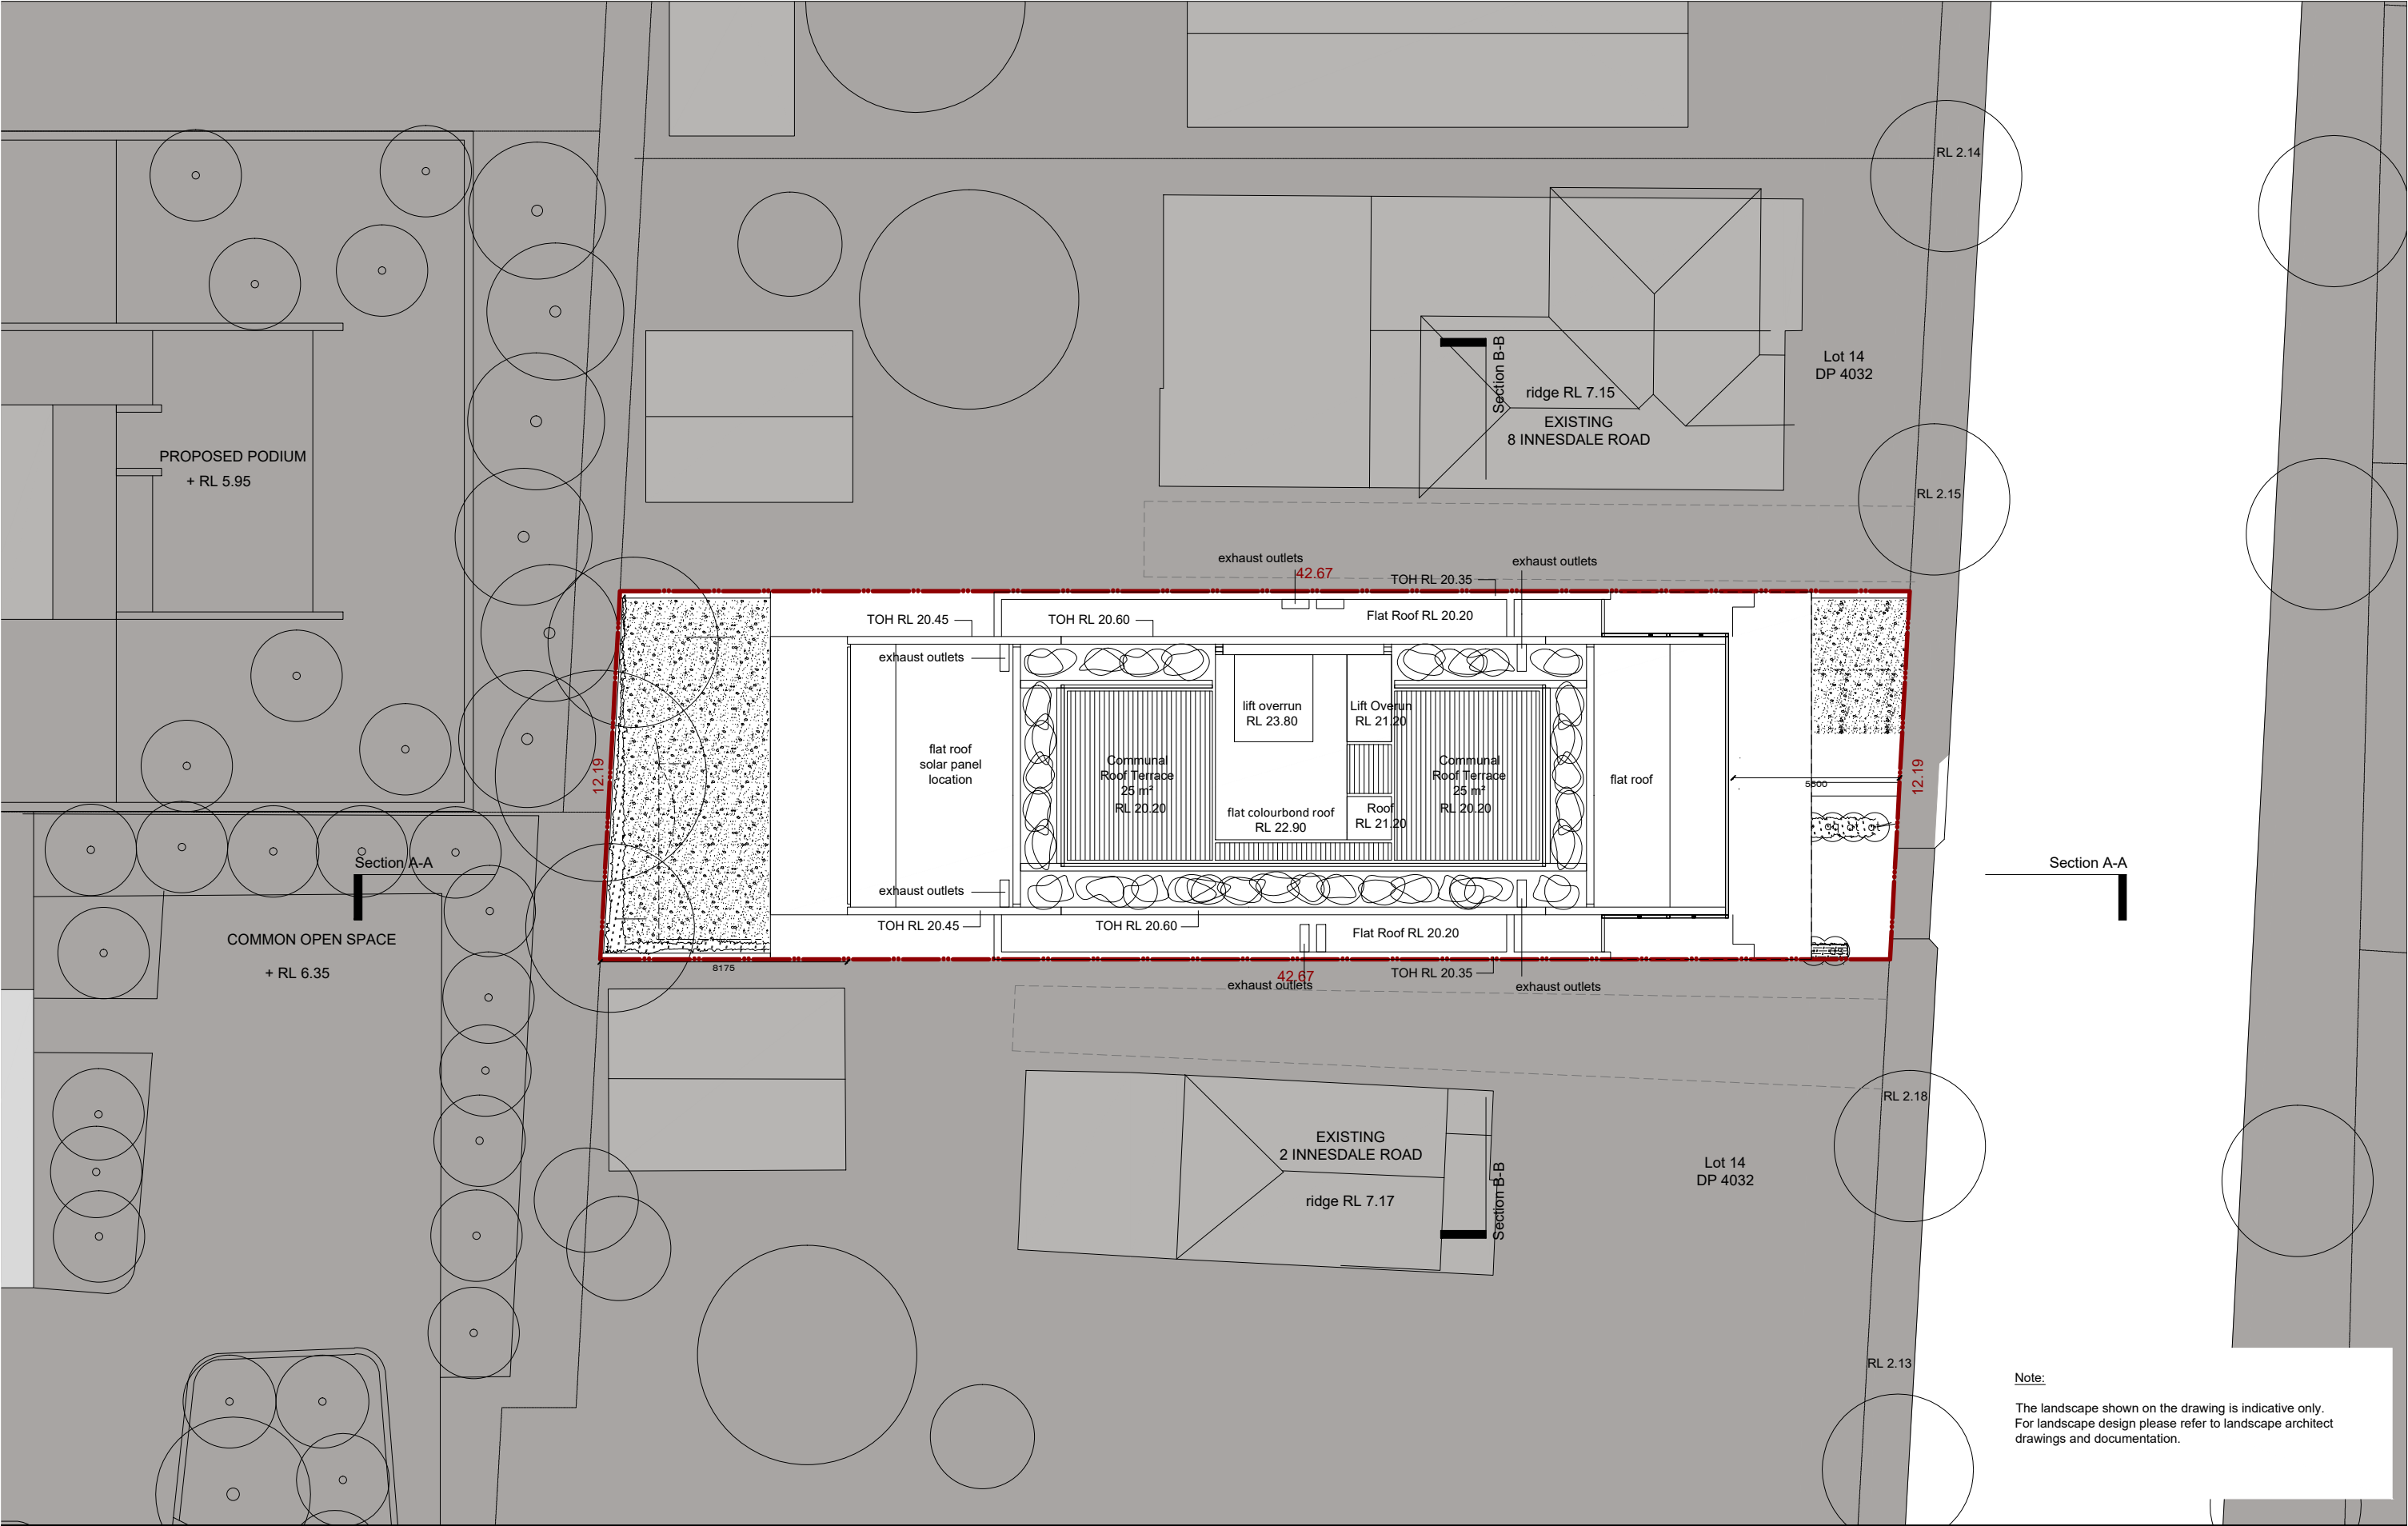 RL 2.14
Lot 14
DP 4032
Section B-B
ridge RL 7.15
EXISTING
8 INNESDALE ROAD
PROPOSED PODIUM
+ RL 5.95
RL 2.15
exhaust outlets
exhaust outlets
42.67
TOH RL 20.35
TOH RL 20.45
TOH RL 20.60
Flat Roof RL 20.20
exhaust outlets
lift overrun
RL 23.80
Lift Overun
RL 21.20
flat roof
solar panel
location
Communal
Roof Terrace
25 m²
RL 20.20
Communal
Roof Terrace
25 m²
RL 20.20
flat roof
12.19
12.19
5500
flat colourbond roof
RL 22.90
Roof
RL 21.20
Section A-A
Section A-A
exhaust outlets
TOH RL 20.45
TOH RL 20.60
Flat Roof RL 20.20
COMMON OPEN SPACE
+ RL 6.35
8175
42.67
TOH RL 20.35
exhaust outlets
exhaust outlets
RL 2.18
EXISTING
2 INNESDALE ROAD
ridge RL 7.17
Section B-B
Lot 14
DP 4032
RL 2.13
Note:
The landscape shown on the drawing is indicative only.
For landscape design please refer to landscape architect
drawings and documentation.